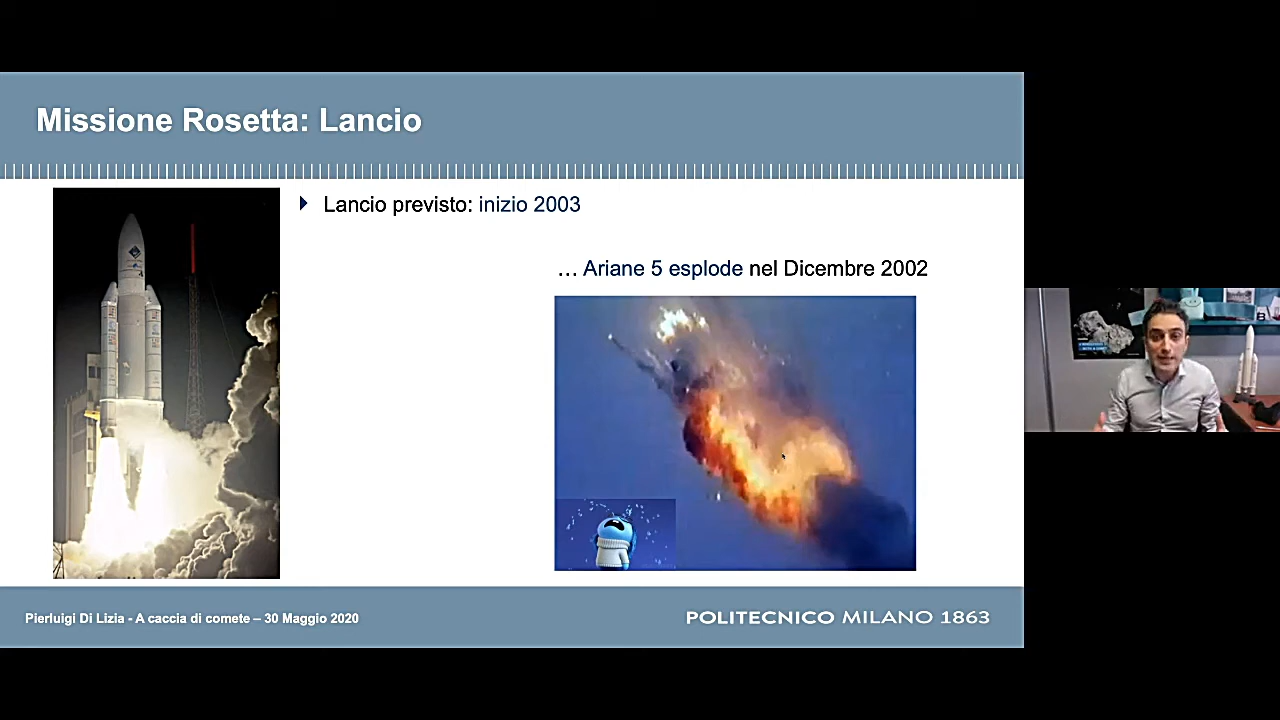 Missione Rosetta: Lancio
Lancio previsto: inizio 2003
… Ariane 5 esplode nel Dicembre 2002
Pierluigi Di Lizia - A caccia di comete – 30 Maggio 2020
POLITECNICO MILANO 1863